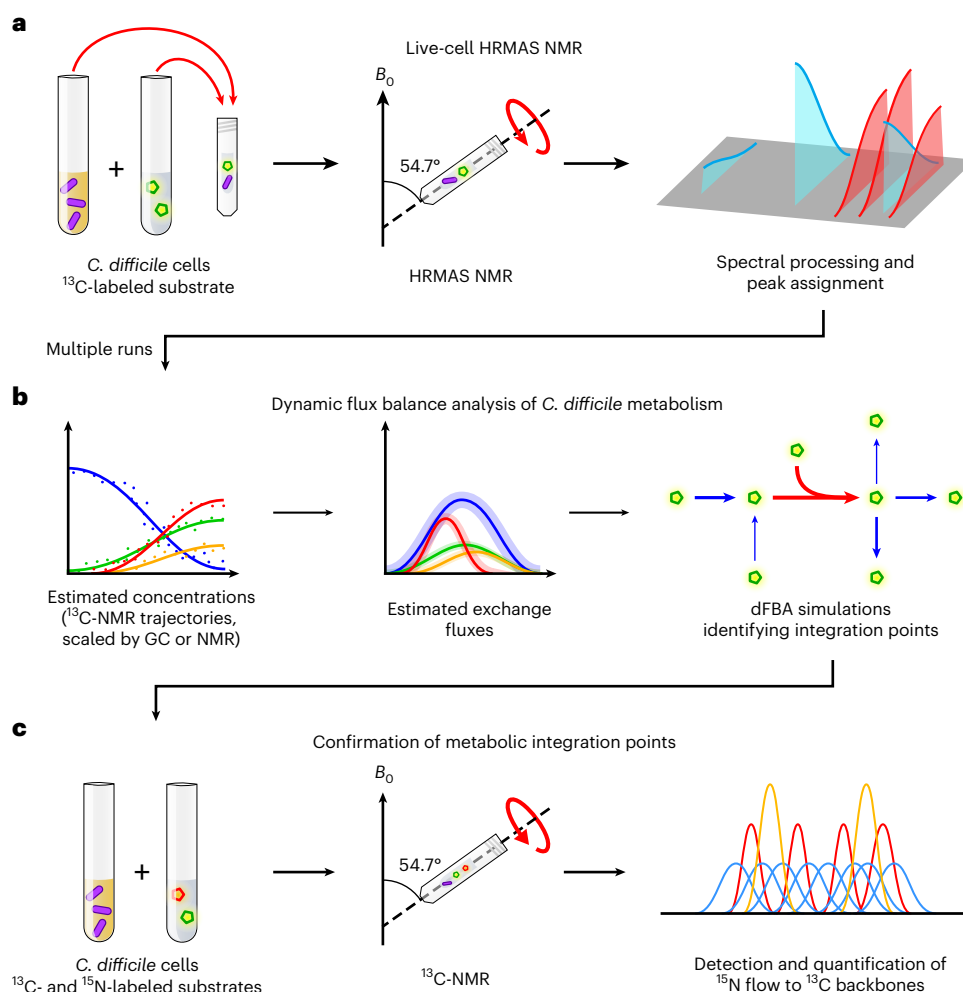 a
Live-cell HRMAS NMR
B₀
+
54.7°
C. difficile cells
¹³C-labeled substrate
HRMAS NMR
Spectral processing and
peak assignment
Multiple runs
b
Dynamic flux balance analysis of C. difficile metabolism
Estimated concentrations
(¹³C-NMR trajectories,
scaled by GC or NMR)
Estimated exchange
fluxes
dFBA simulations
identifying integration points
c
Confirmation of metabolic integration points
B₀
+
54.7°
C. difficile cells
¹³C- and ¹⁵N-labeled substrates
¹³C-NMR
Detection and quantification of
¹⁵N flow to ¹³C backbones